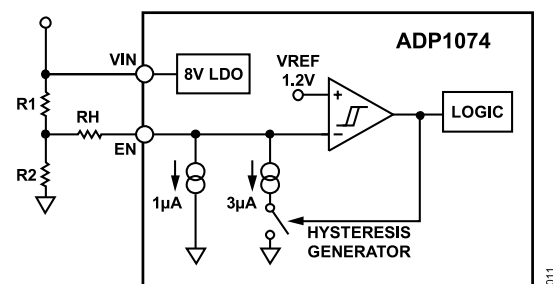 ADP1074
VIN
8V LDO
VREF
1.2V
R1
RH
+
LOGIC
EN
−
R2
1µA
3µA
HYSTERESIS
GENERATOR
011